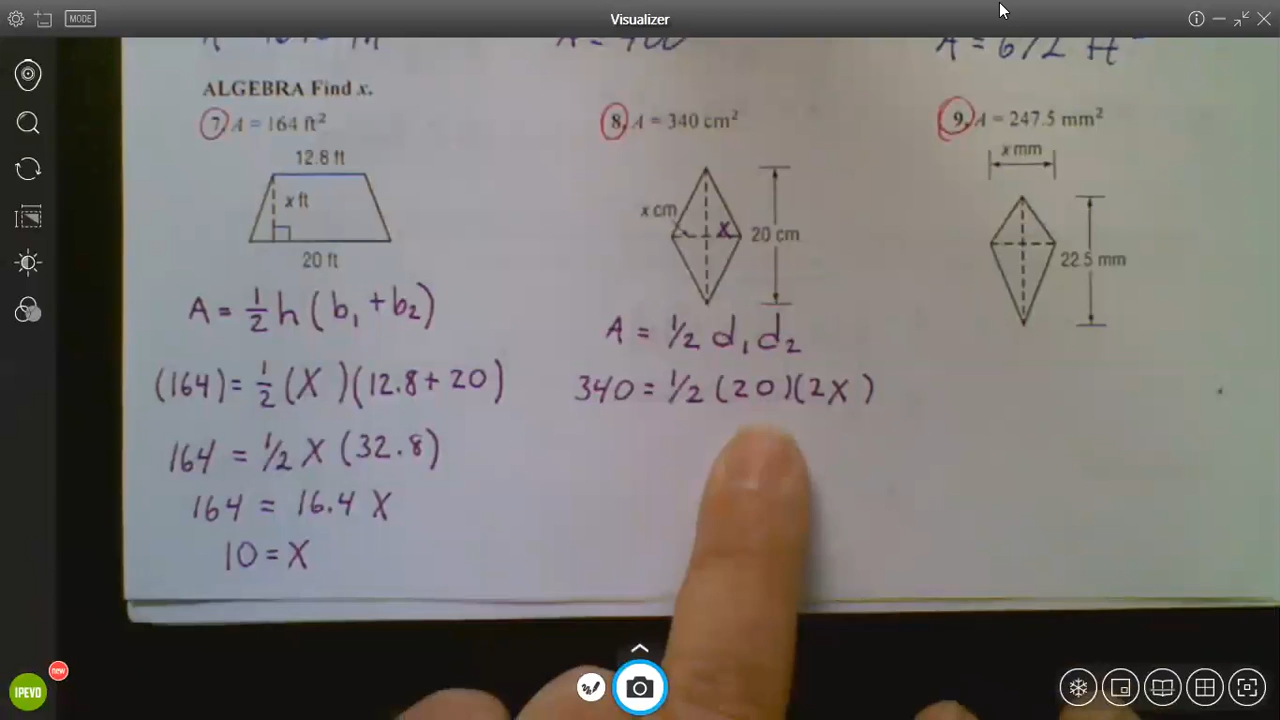 MODE
Visualizer
A = 672 ft
ALGEBRA Find x.
7. A = 164 ft²
12.8 ft
x ft
20 ft
A = 1/2 h (b₁ + b₂)
(164) = 1/2 (X)(12.8 + 20)
164 = 1/2 X (32.8)
164 = 16.4 X
10 = X
8. A = 340 cm²
x cm
X
20 cm
A = 1/2 d₁ d₂
340 = 1/2 (20)(2X)
9. A = 247.5 mm²
x mm
22.5 mm
IPEVO
new